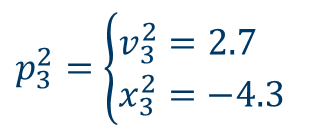 p₃² = { v₃² = 2.7
x₃² = −4.3